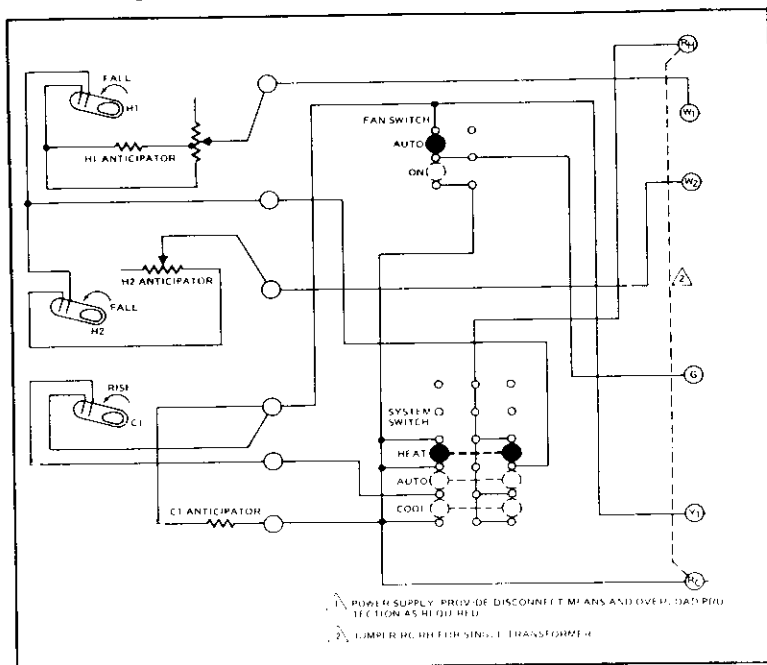 FALL
H1
H1 ANTICIPATOR
H2 ANTICIPATOR
FALL
H2
RISE
C1
C1 ANTICIPATOR
FAN SWITCH
AUTO
ON
SYSTEM
SWITCH
HEAT
AUTO
COOL
RH
W1
W2
2
G
Y1
RC
1 POWER SUPPLY. PROVIDE DISCONNECT MEANS AND OVERLOAD PRO
TECTION AS REQUIRED
2 JUMPER RC RH FOR SINGLE TRANSFORMER